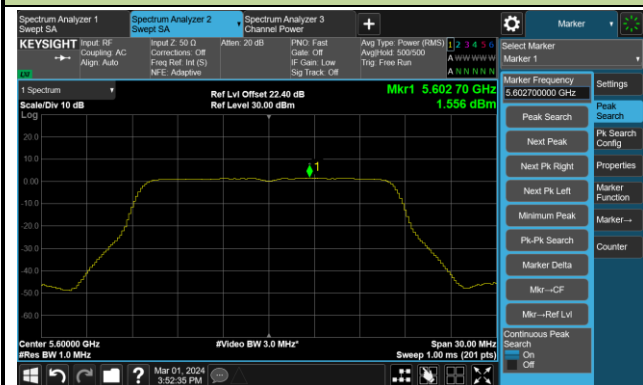 Spectrum Analyzer 1
Swept SA
Spectrum Analyzer 2
Swept SA
Spectrum Analyzer 3
Channel Power
+
Marker
KEYSIGHT
Input: RF
Coupling: AC
Align: Auto
Input Z: 50 Ω
Corrections: Off
Freq Ref: Int (S)
NFE: Adaptive
Atten: 20 dB
PNO: Fast
Gate: Off
IF Gain: Low
Sig Track: Off
Avg Type: Power (RMS)
Avg|Hold: 500/500
Trig: Free Run
1 2 3 4 5 6
A W W W W W
A N N N N N
Select Marker
Marker 1
1 Spectrum
Scale/Div 10 dB
Log
Ref Lvl Offset 22.40 dB
Ref Level 30.00 dBm
Mkr1 5.602 70 GHz
1.556 dBm
20.0
10.0
0.00
-10.0
-20.0
-30.0
-40.0
-50.0
-60.0
1
Center 5.60000 GHz
#Res BW 1.0 MHz
#Video BW 3.0 MHz*
Span 30.00 MHz
Sweep 1.00 ms (201 pts)
Marker Frequency
5.602700000 GHz
Peak Search
Next Peak
Next Pk Right
Next Pk Left
Minimum Peak
Pk-Pk Search
Marker Delta
Mkr→CF
Mkr→Ref Lvl
Continuous Peak
Search
On
Off
Settings
Peak
Search
Pk Search
Config
Properties
Marker
Function
Marker→
Counter
?
Mar 01, 2024
3:52:35 PM